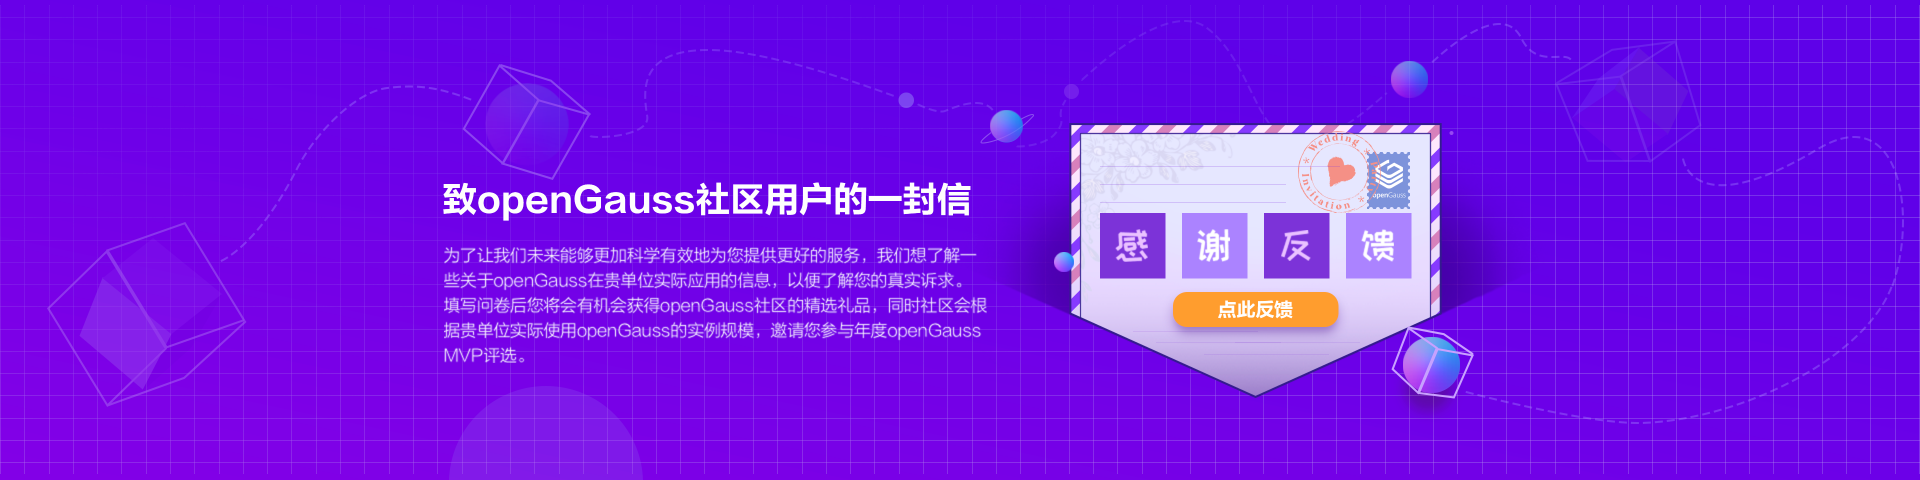 致openGauss社区用户的一封信
为了让我们未来能够更加科学有效地为您提供更好的服务，我们想了解一
些关于openGauss在贵单位实际应用的信息，以便了解您的真实诉求。
填写问卷后您将会有机会获得openGauss社区的精选礼品，同时社区会根
据贵单位实际使用openGauss的实例规模，邀请您参与年度openGauss
MVP评选。
Wedding
Invitation
openGauss
感谢反馈
点此反馈